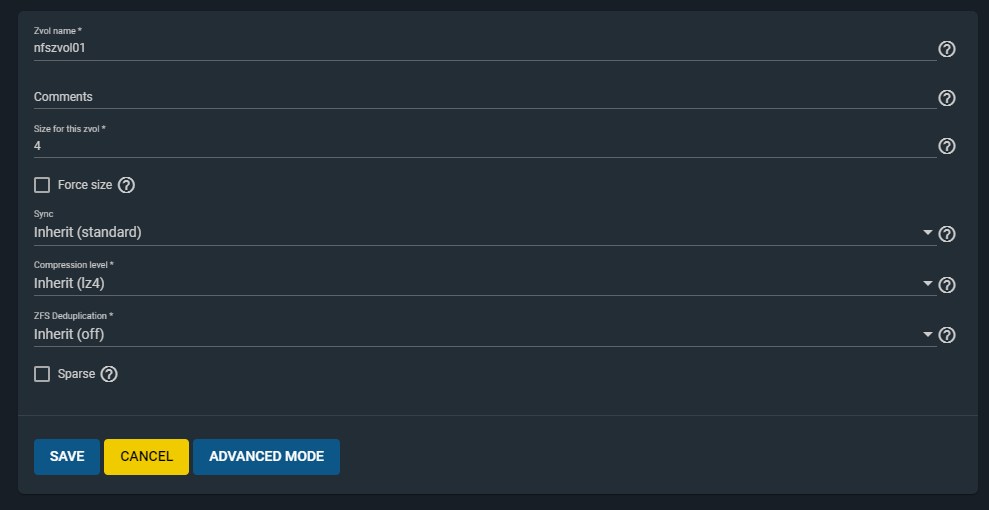 Zvol name *
nfszvol01
Comments
Size for this zvol *
4
Force size
Sync
Inherit (standard)
Compression level *
Inherit (lz4)
ZFS Deduplication *
Inherit (off)
Sparse
SAVE CANCEL ADVANCED MODE